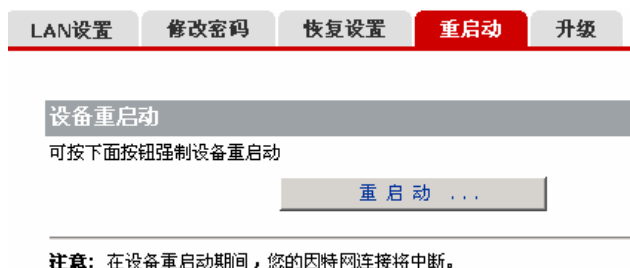 LAN设置 修改密码 恢复设置 重启动 升级
设备重启动
可按下面按钮强制设备重启动
重 启 动 ...
注意：在设备重启动期间，您的因特网连接将中断。